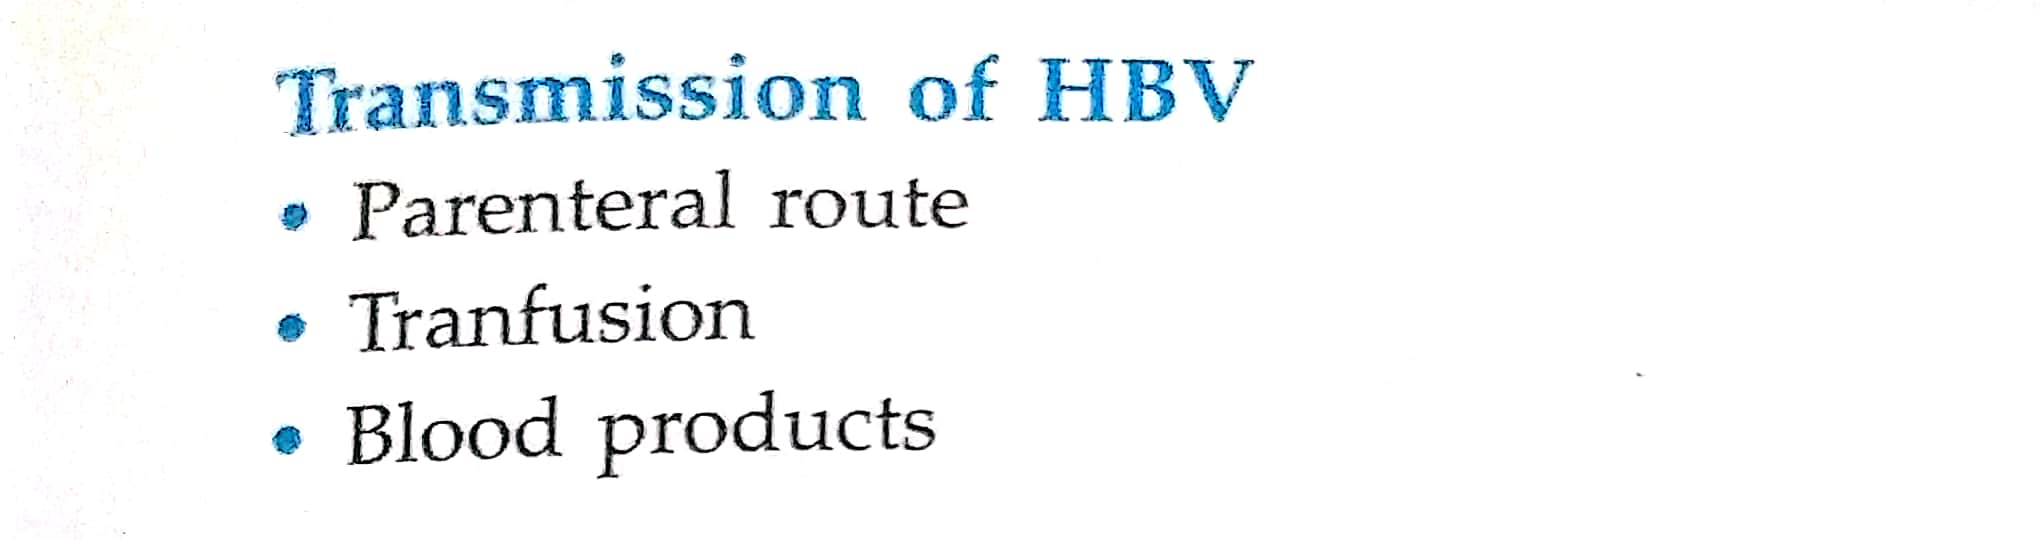 Transmission of HBV
• Parenteral route
• Tranfusion
• Blood products